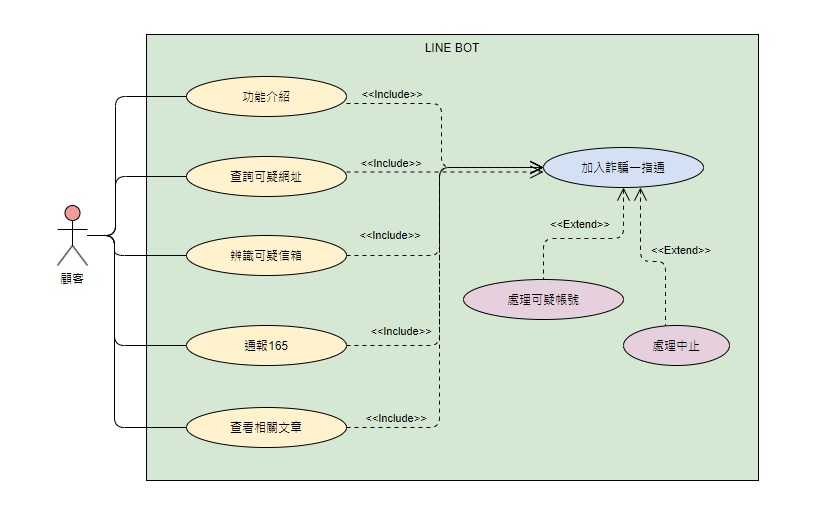 LINE BOT
功能介紹
<<Include>>
查詢可疑網址
<<Include>>
加入詐騙一指通
辨識可疑信箱
<<Include>>
<<Extend>>
<<Extend>>
顧客
處理可疑帳號
通報165
<<Include>>
處理中止
查看相關文章
<<Include>>